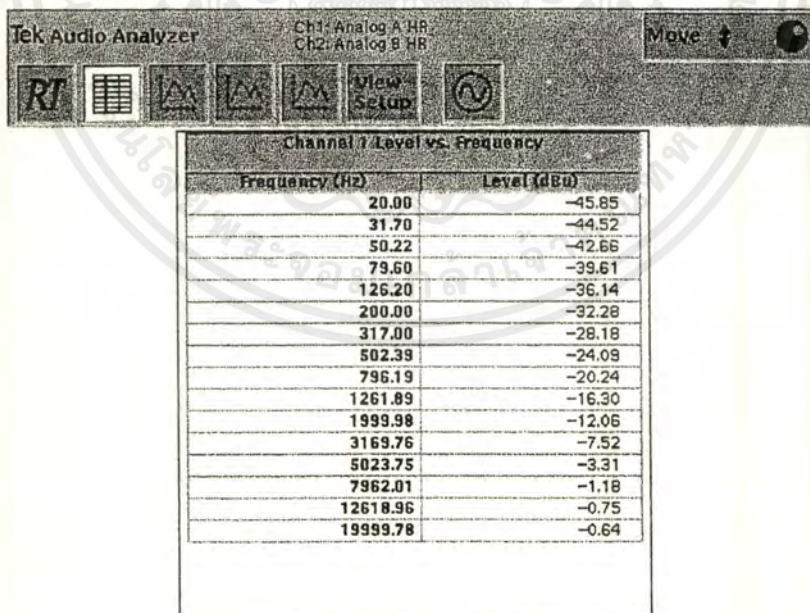 Tek Audio Analyzer
Ch1: Analog A HR
Ch2: Analog B HR
Move
RI
View Setup
Channel 1 Level vs. Frequency
Frequency (Hz) Level (dBu)
20.00 −45.85
31.70 −44.52
50.22 −42.66
79.60 −39.61
126.20 −36.14
200.00 −32.28
317.00 −28.18
502.39 −24.09
796.19 −20.24
1261.89 −16.30
1999.98 −12.06
3169.76 −7.52
5023.75 −3.31
7962.01 −1.18
12618.96 −0.75
19999.78 −0.64